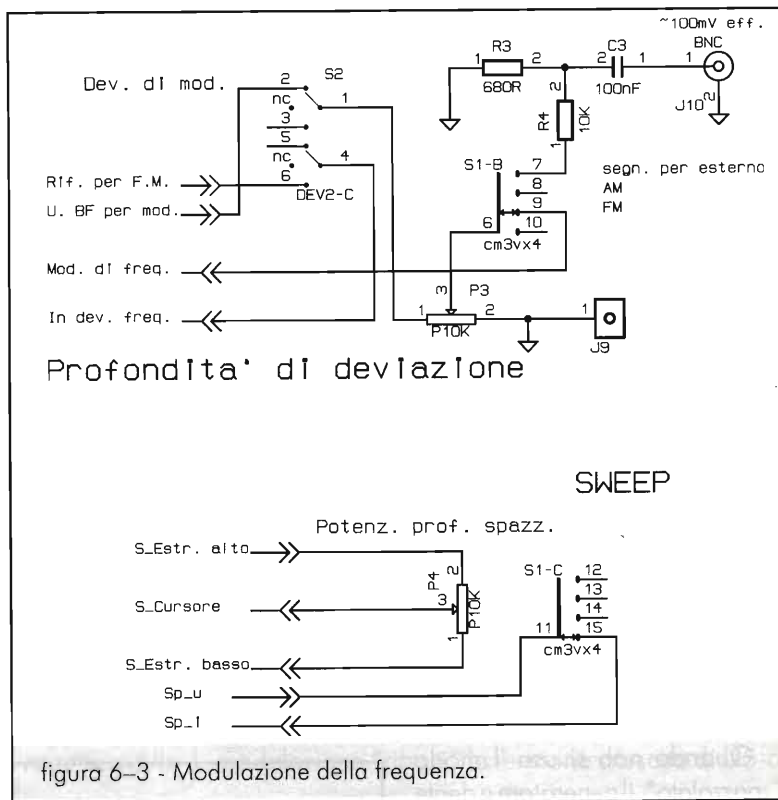 ~100mV eff.
BNC
R3
C3
1
2
2
1
1
680R
100nF
J10
2
Dev. di mod.
2
S2
nc
1
3
5
nc
4
6
DEV2-C
2
R4
10K
1
S1-B
7
segn. per esterno
8
AM
9
FM
6
10
cm3vx4
Rif. per F.M.
U. BF per mod.
Mod. di freq.
In dev. freq.
3
P3
1
2
P10K
1
J9
Profondita' di deviazione
SWEEP
Potenz. prof. spazz.
S_Estr. alto
2
P4
P10K
S_Cursore
3
S_Estr. basso
1
S1-C
12
13
14
11
15
cm3vx4
Sp_u
Sp_i
figura 6–3 - Modulazione della frequenza.